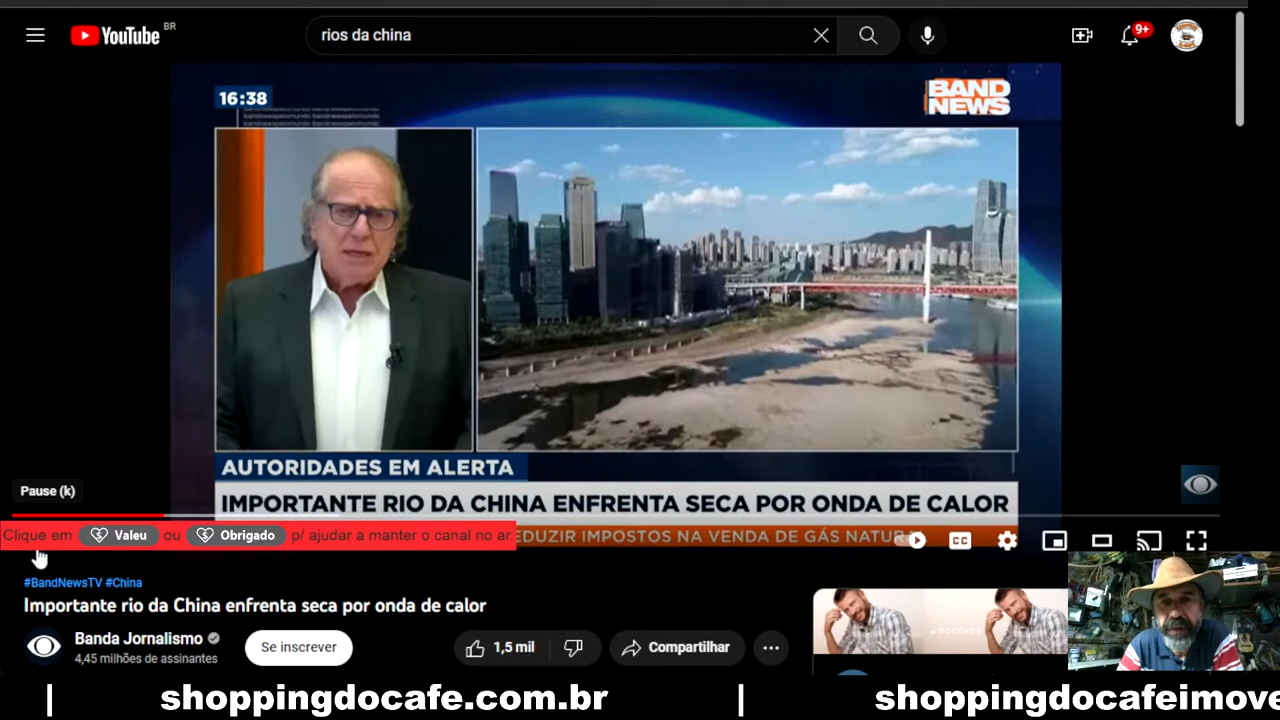 YouTube BR
rios da china
9+
16:38
BAND
NEWS
AUTORIDADES EM ALERTA
IMPORTANTE RIO DA CHINA ENFRENTA SECA POR ONDA DE CALOR
Pause (k)
Clique em Valeu ou Obrigado p/ ajudar a manter o canal no ar.
EDUZIR IMPOSTOS NA VENDA DE GÁS NATUR
CC
#BandNewsTV #China
Importante rio da China enfrenta seca por onda de calor
Banda Jornalismo
4,45 milhões de assinantes
Se inscrever
1,5 mil
Compartilhar
| shoppingdocafe.com.br | shoppingdocafeimove